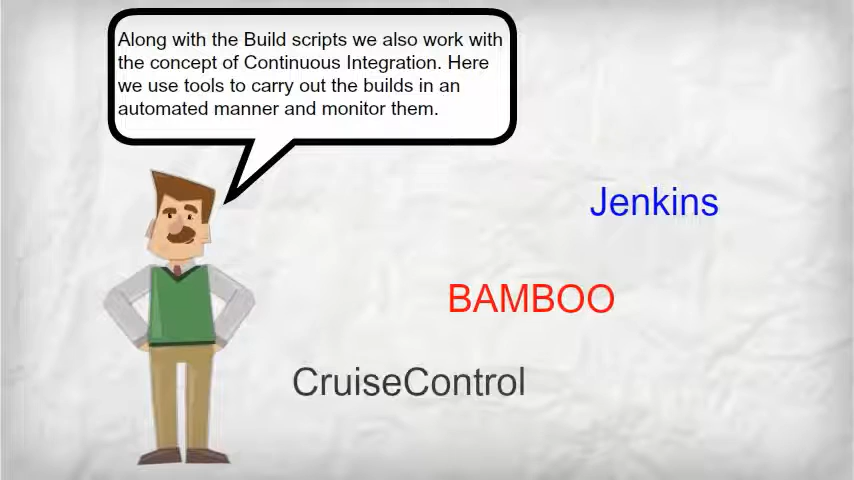 Along with the Build scripts we also work with
the concept of Continuous Integration. Here
we use tools to carry out the builds in an
automated manner and monitor them.
Jenkins
BAMBOO
CruiseControl